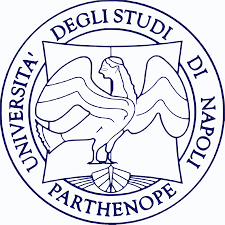 UNIVERSITA' DEGLI STUDI DI NAPOLI
PARTHENOPE